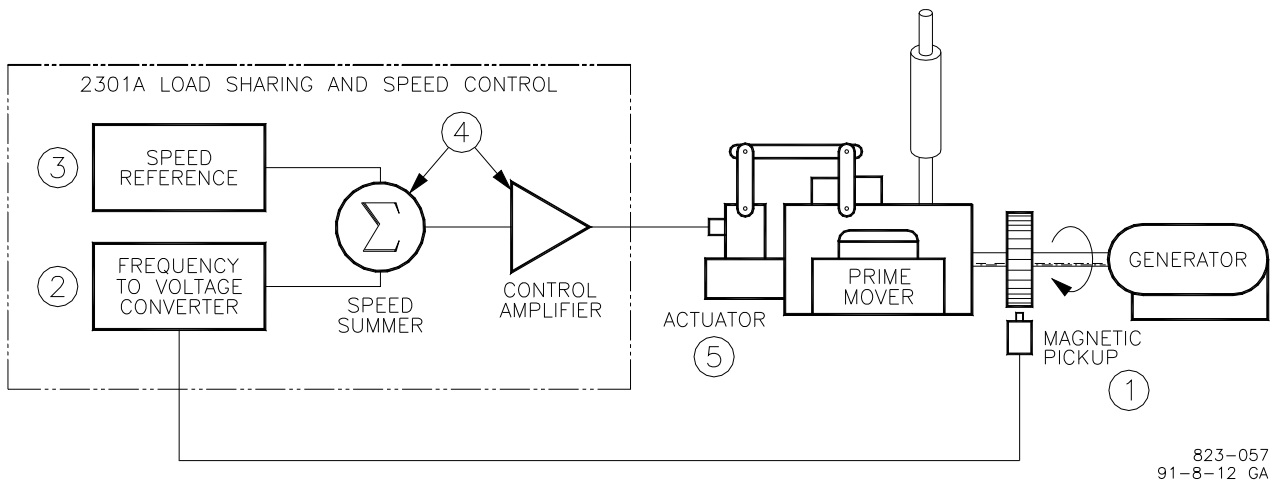 2301A LOAD SHARING AND SPEED CONTROL
3
SPEED
REFERENCE
4
2
FREQUENCY
TO VOLTAGE
CONVERTER
SPEED
SUMMER
CONTROL
AMPLIFIER
Σ
ACTUATOR
5
PRIME
MOVER
GENERATOR
MAGNETIC
PICKUP
1
823-057
91-8-12 GA